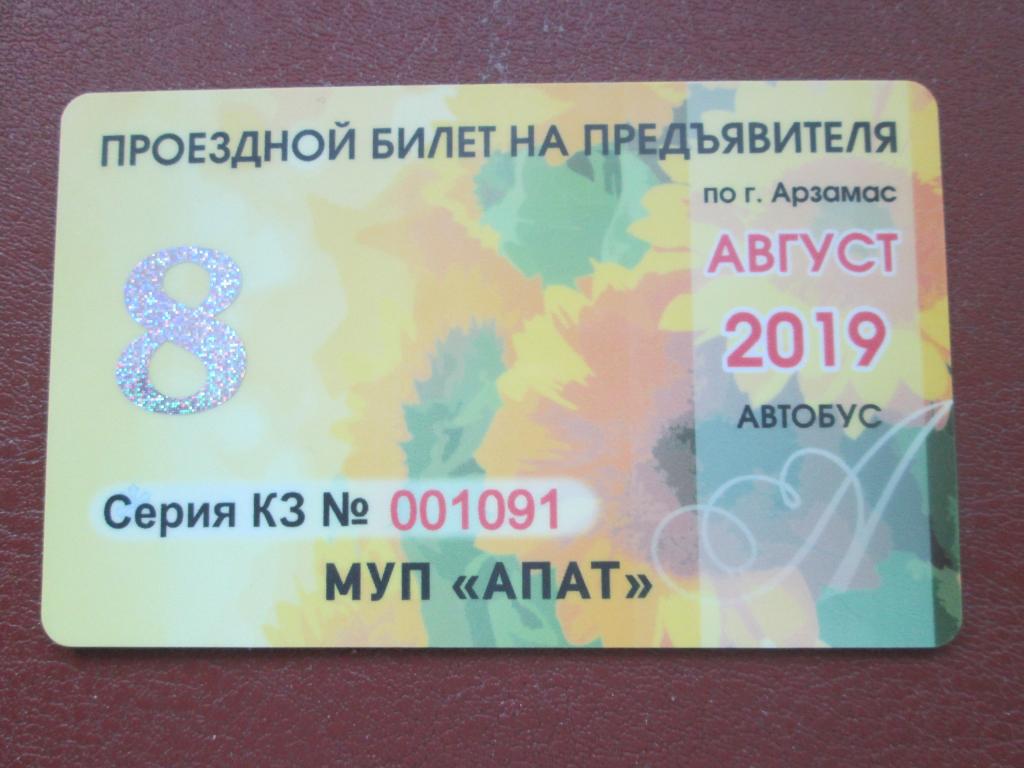 ПРОЕЗДНОЙ БИЛЕТ НА ПРЕДЪЯВИТЕЛЯ
по г. Арзамас
АВГУСТ
2019
АВТОБУС
8
Серия КЗ № 001091
МУП «АПАТ»
А